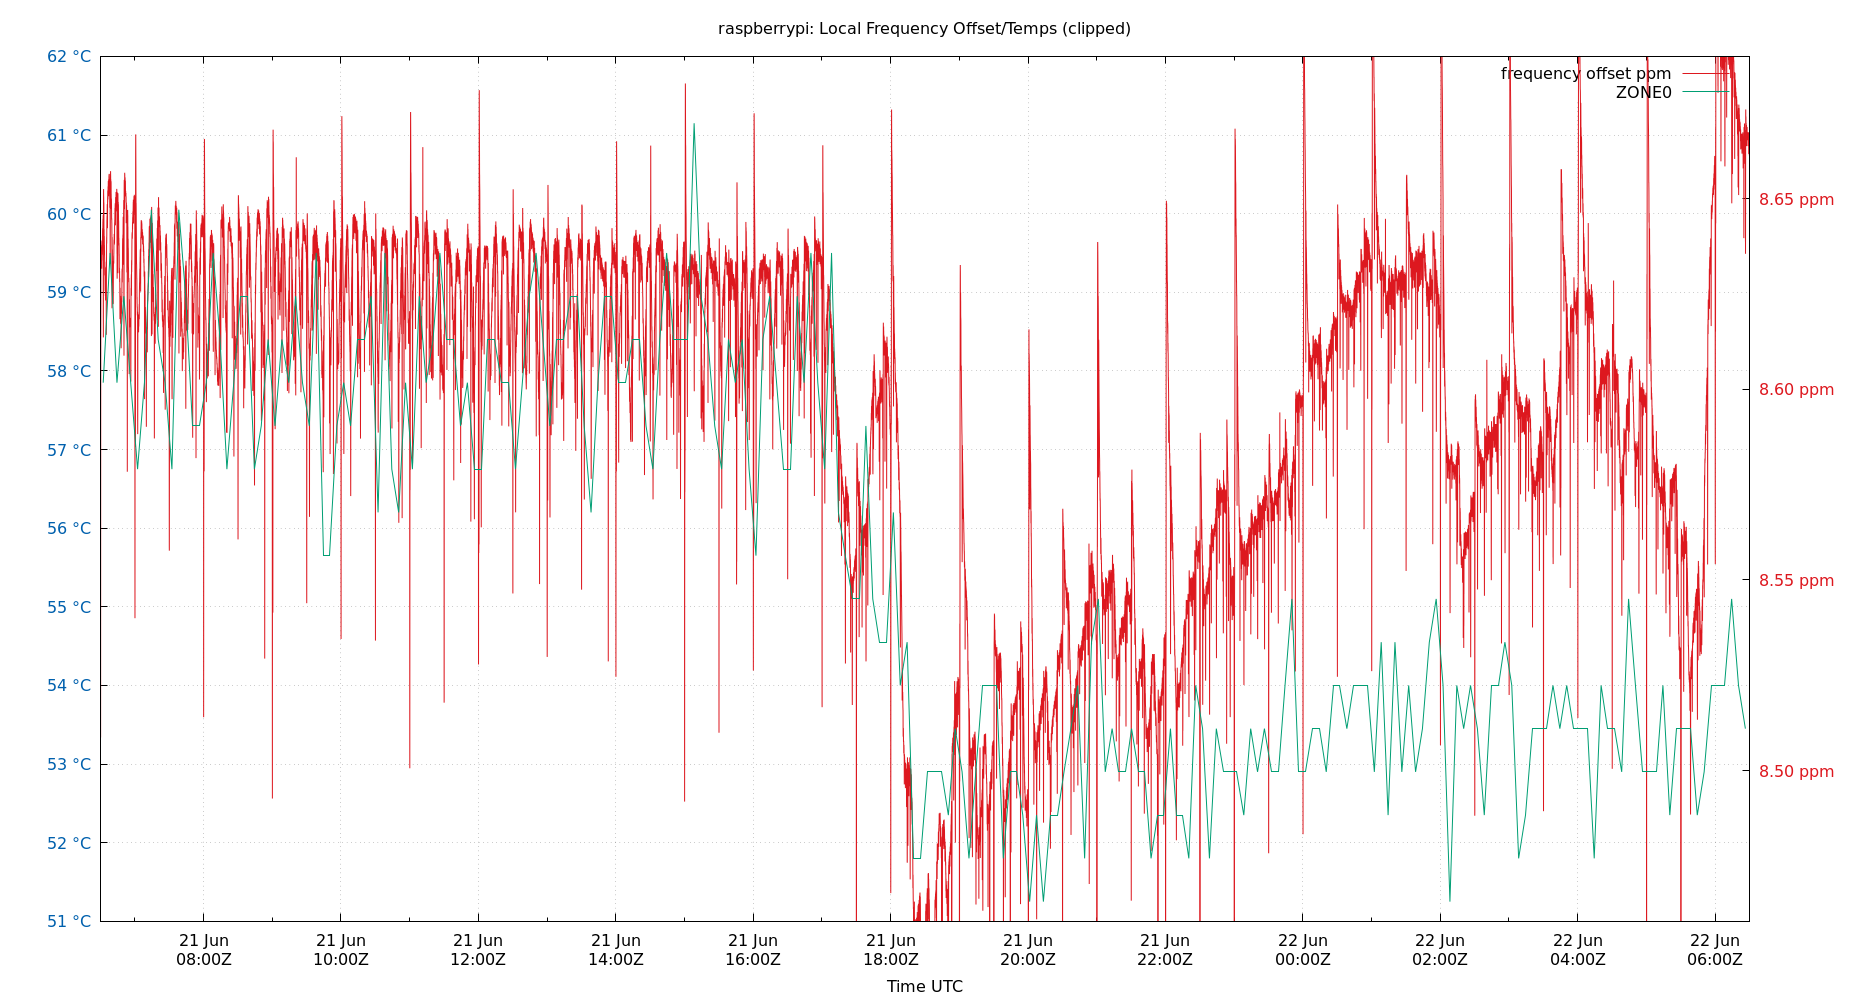 raspberrypi: Local Frequency Offset/Temps (clipped)
62 °C
61 °C
60 °C
59 °C
58 °C
57 °C
56 °C
55 °C
54 °C
53 °C
52 °C
51 °C
frequency offset ppm
ZONE0
8.65 ppm
8.60 ppm
8.55 ppm
8.50 ppm
21 Jun 21 Jun 21 Jun 21 Jun 21 Jun 21 Jun 21 Jun 21 Jun 22 Jun 22 Jun 22 Jun 22 Jun
08:00Z 10:00Z 12:00Z 14:00Z 16:00Z 18:00Z 20:00Z 22:00Z 00:00Z 02:00Z 04:00Z 06:00Z
Time UTC